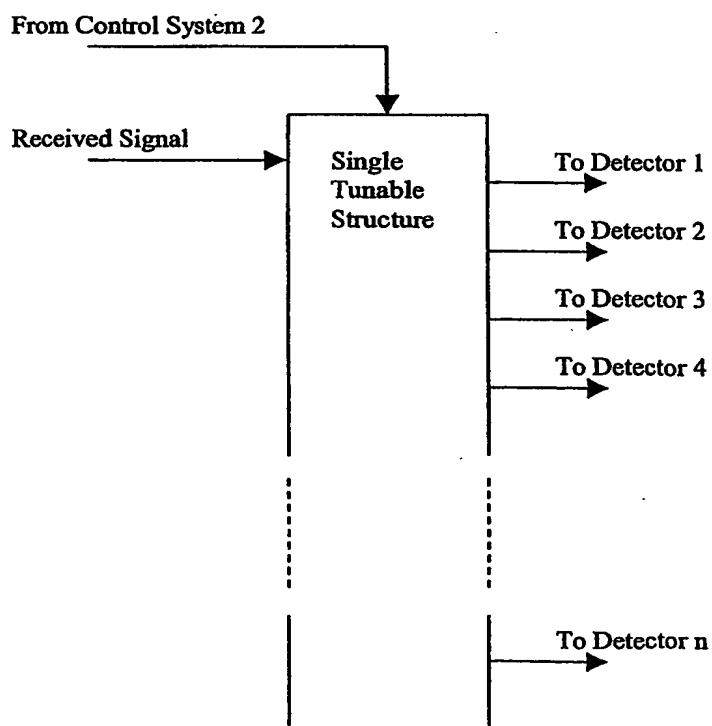 From Control System 2
Received Signal
Single
Tunable
Structure
To Detector 1
To Detector 2
To Detector 3
To Detector 4
To Detector n